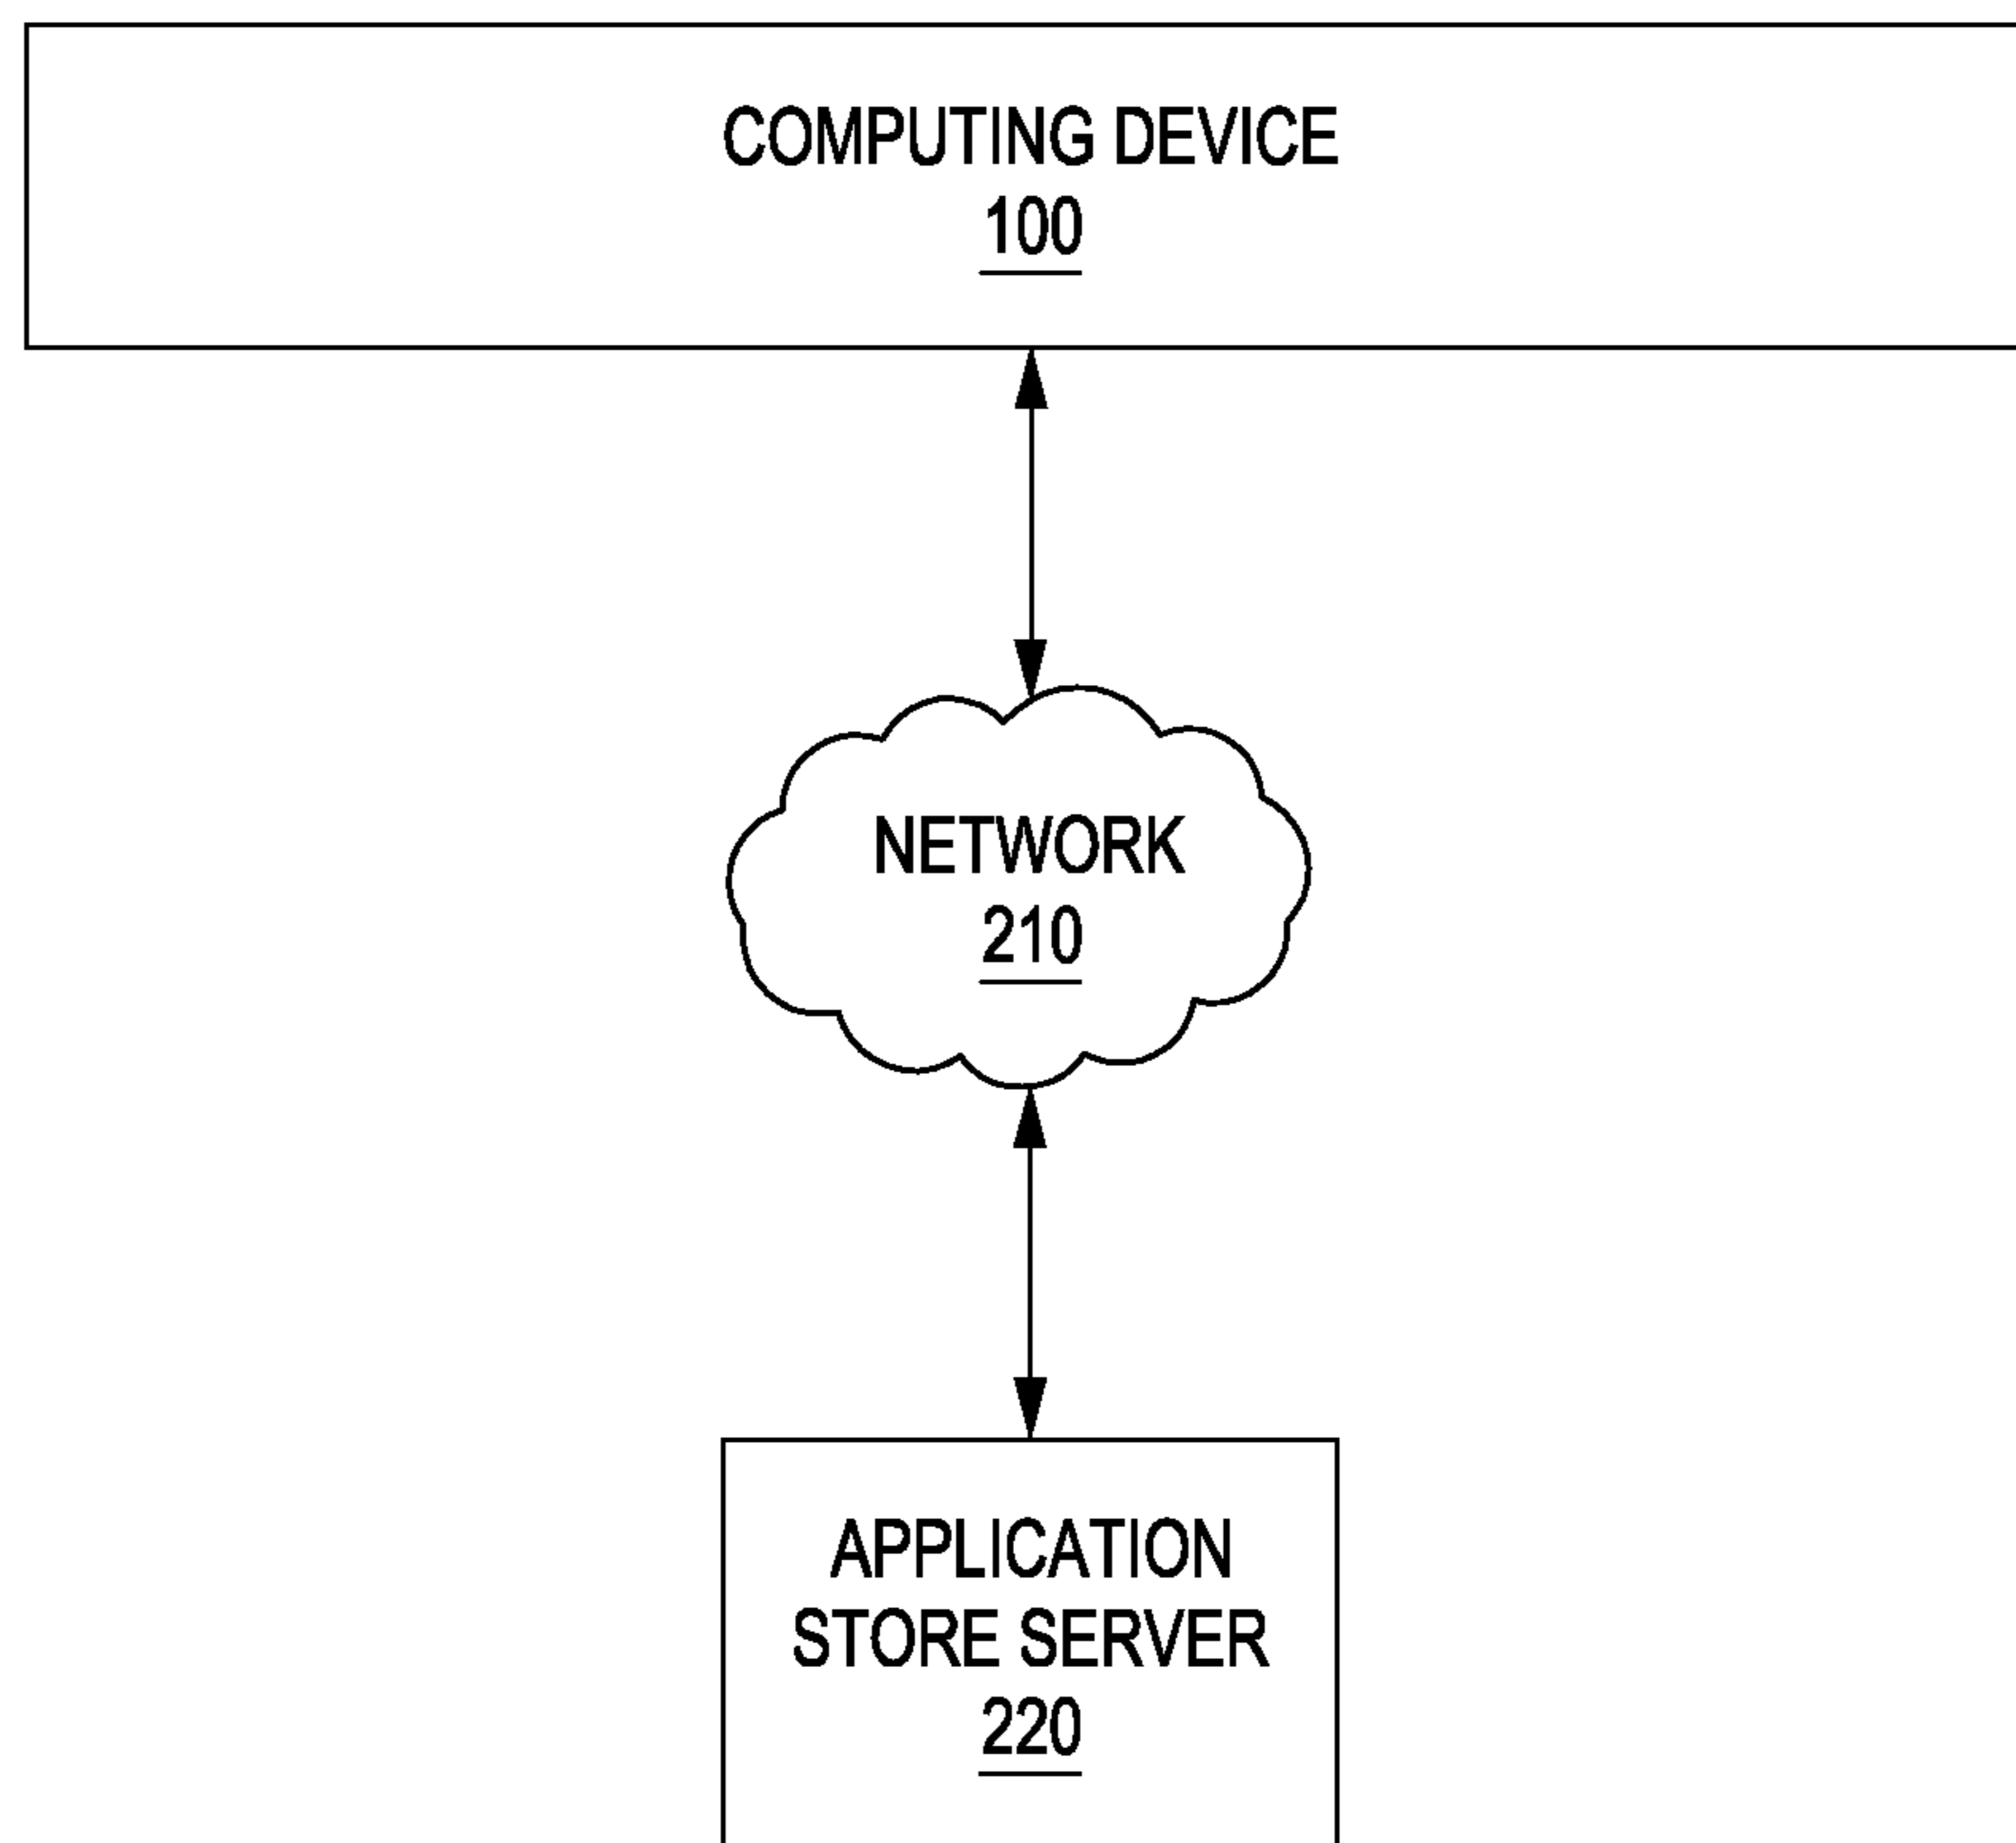 COMPUTING DEVICE
100
NETWORK
210
APPLICATION
STORE SERVER
220